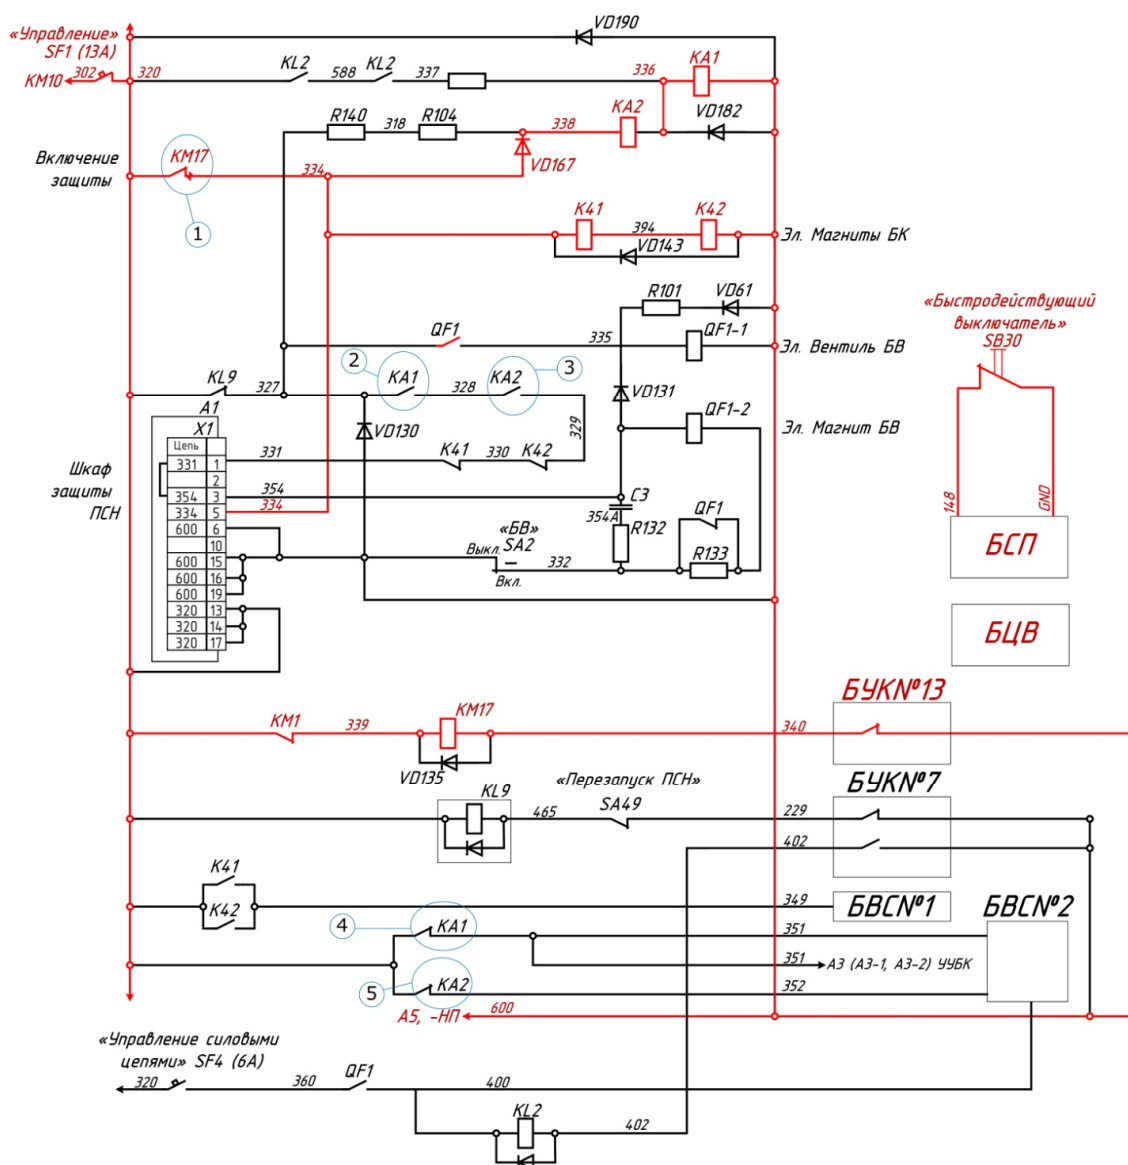 VD190
«Управление»
SF1 (13А)
KM10
302
320
KL2
588
KL2
337
336
KA1
R140
318
R104
338
KA2
VD182
VD167
Включение
защиты
KM17
334
1
K41
394
K42
VD143
Эл. Магниты БК
R101
VD61
«Быстродействующий
выключатель»
SB30
QF1
335
QF1-1
Эл. Вентиль БВ
2
KA1
328
KA2
3
KL9
327
VD131
QF1-2
Эл. Магнит БВ
A1
X1
Цепь
VD130
329
331
1
2
354
3
334
5
600
6
10
600
15
600
16
600
19
320
13
320
14
320
17
Шкаф
защиты
ПСН
331
K41
330
K42
354
334
C3
354А
R132
QF1
R133
«БВ»
SA2
Выкл.
Вкл.
332
148
GND
БСП
БЦВ
KM1
339
KM17
VD135
340
БУК№13
«Перезапуск ПСН»
KL9
465
SA49
229
402
БУК№7
K41
K42
349
БВС№1
БВС№2
4
KA1
351
351
А3 (А3-1, А3-2) УУБК
5
KA2
352
А5, -НП
600
«Управление силовыми
цепями» SF4 (6А)
320
360
QF1
400
KL2
402